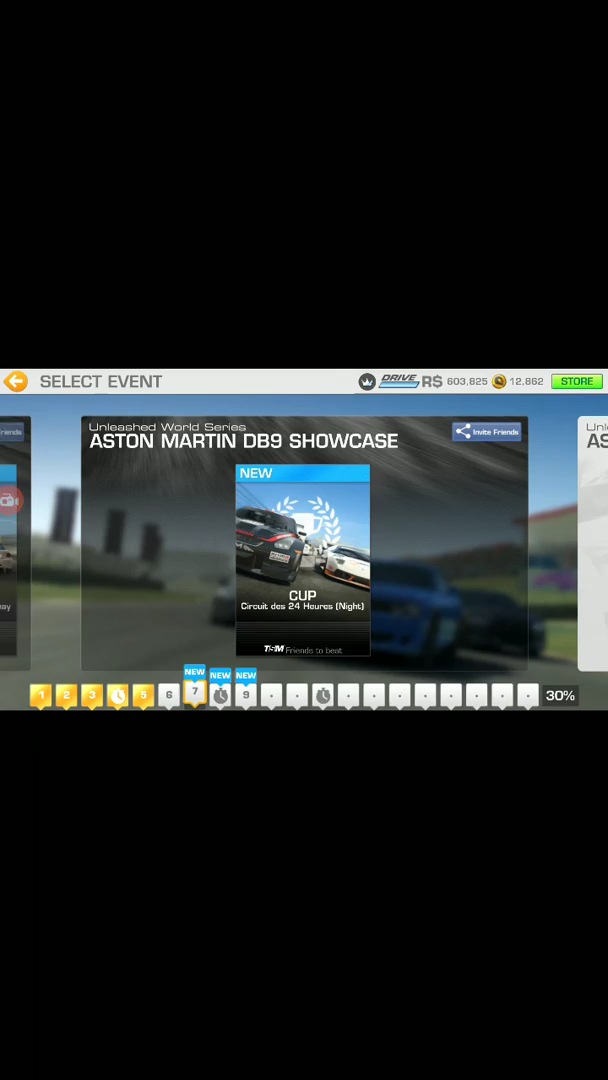 SELECT EVENT
DRIVE R$ 603,825 12,862 STORE
Unleashed World Series
ASTON MARTIN DB9 SHOWCASE
Invite Friends
NEW
CUP
Circuit des 24 Heures (Night)
TSM Friends to beat
NEW NEW NEW
1 2 3 5 6 7 9 30%